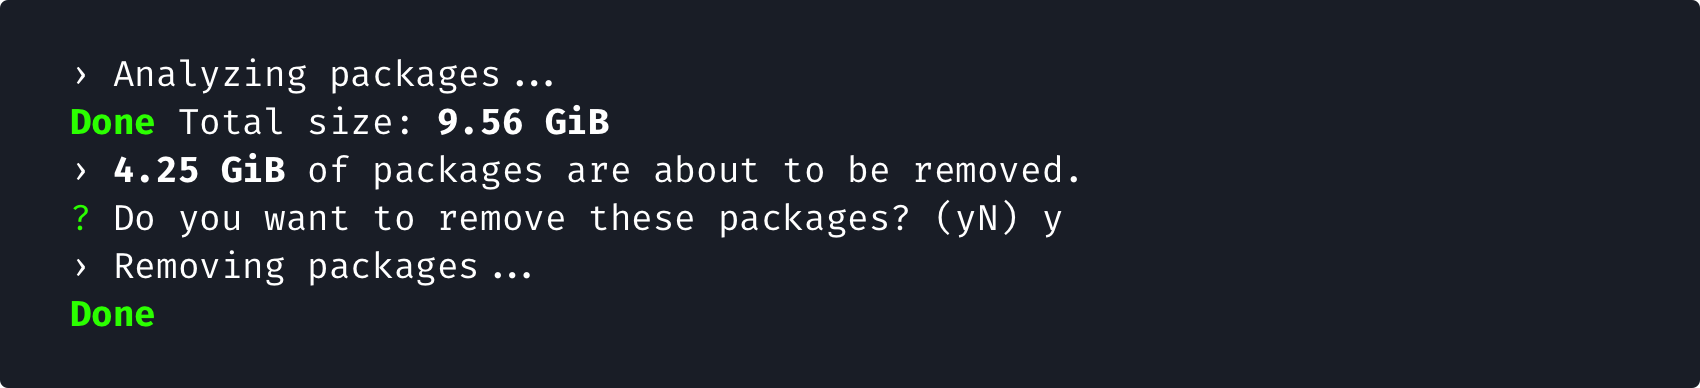 › Analyzing packages...
Done Total size: 9.56 GiB
› 4.25 GiB of packages are about to be removed.
? Do you want to remove these packages? (yN) y
› Removing packages...
Done